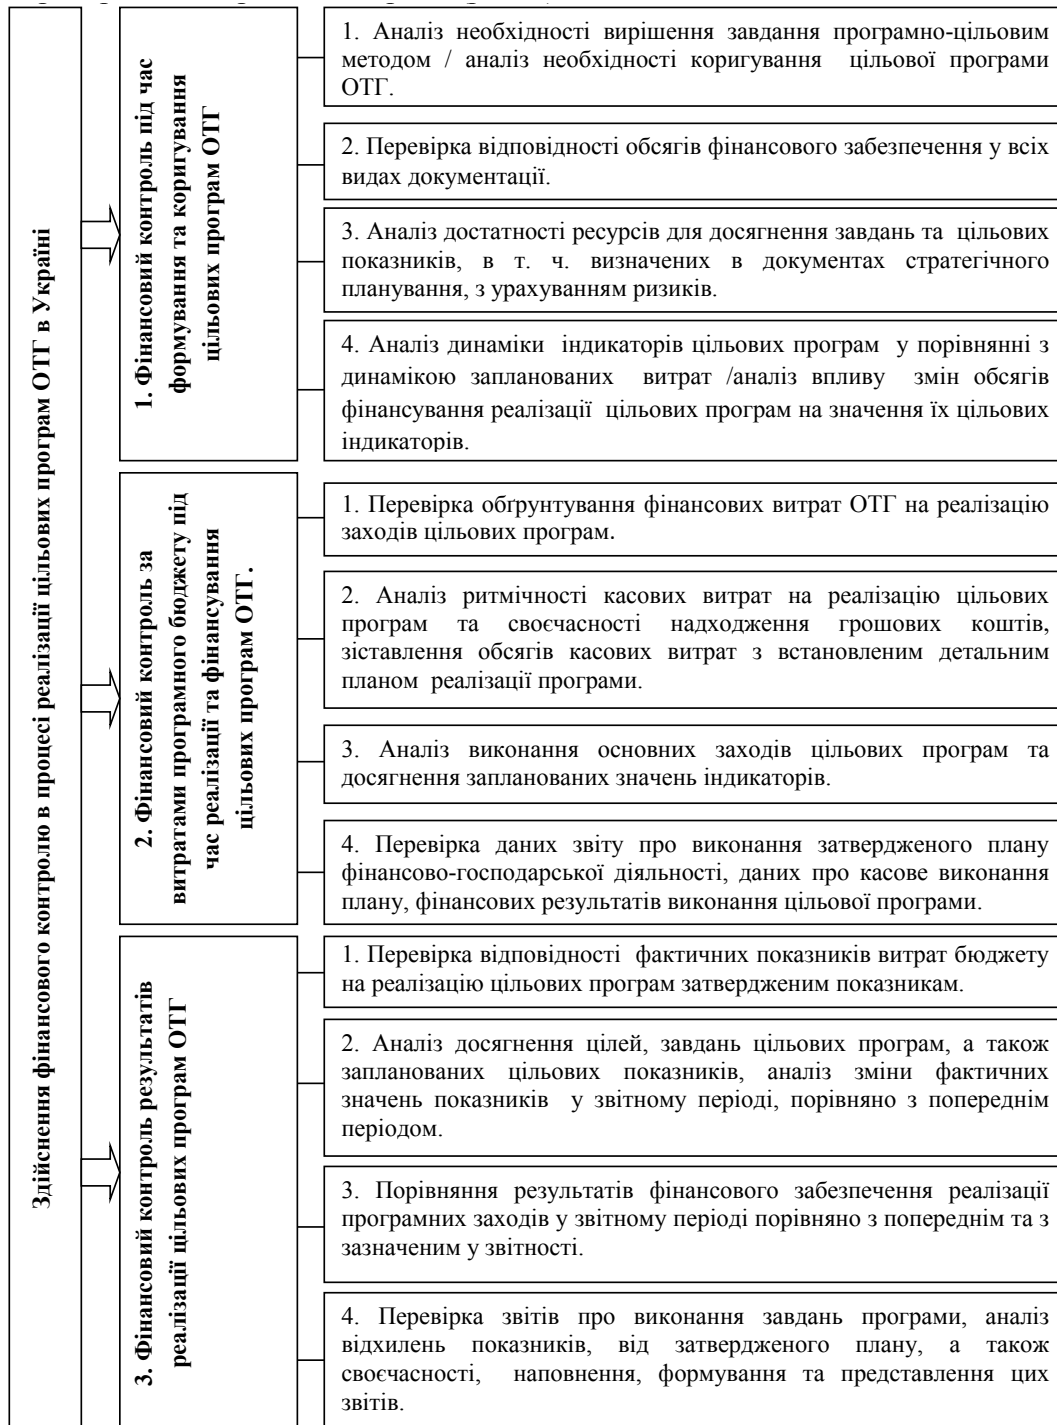 Здійснення фінансового контролю в процесі реалізації цільових програм ОТГ в Україні
1. Фінансовий контроль під час
формування та коригування
цільових програм ОТГ
1. Аналіз необхідності вирішення завдання програмно-цільовим
методом / аналіз необхідності коригування цільової програми
ОТГ.
2. Перевірка відповідності обсягів фінансового забезпечення у всіх
видах документації.
3. Аналіз достатності ресурсів для досягнення завдань та цільових
показників, в т. ч. визначених в документах стратегічного
планування, з урахуванням ризиків.
4. Аналіз динаміки індикаторів цільових програм у порівнянні з
динамікою запланованих витрат /аналіз впливу змін обсягів
фінансування реалізації цільових програм на значення їх цільових
індикаторів.
2. Фінансовий контроль за
витратами програмного бюджету під
час реалізації та фінансування
цільових програм ОТГ.
1. Перевірка обґрунтування фінансових витрат ОТГ на реалізацію
заходів цільових програм.
2. Аналіз ритмічності касових витрат на реалізацію цільових
програм та своєчасності надходження грошових коштів,
зіставлення обсягів касових витрат з встановленим детальним
планом реалізації програми.
3. Аналіз виконання основних заходів цільових програм та
досягнення запланованих значень індикаторів.
4. Перевірка даних звіту про виконання затвердженого плану
фінансово-господарської діяльності, даних про касове виконання
плану, фінансових результатів виконання цільової програми.
3. Фінансовий контроль результатів
реалізації цільових програм ОТГ
1. Перевірка відповідності фактичних показників витрат бюджету
на реалізацію цільових програм затвердженим показникам.
2. Аналіз досягнення цілей, завдань цільових програм, а також
запланованих цільових показників, аналіз зміни фактичних
значень показників у звітному періоді, порівняно з попереднім
періодом.
3. Порівняння результатів фінансового забезпечення реалізації
програмних заходів у звітному періоді порівняно з попереднім та з
зазначеним у звітності.
4. Перевірка звітів про виконання завдань програми, аналіз
відхилень показників, від затвердженого плану, а також
своєчасності, наповнення, формування та представлення цих
звітів.